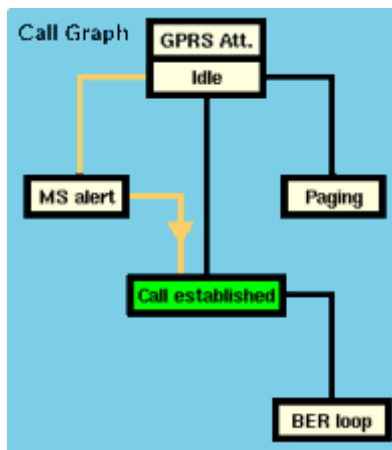 Call Graph
GPRS Att.
Idle
MS alert
Paging
Call established
BER loop